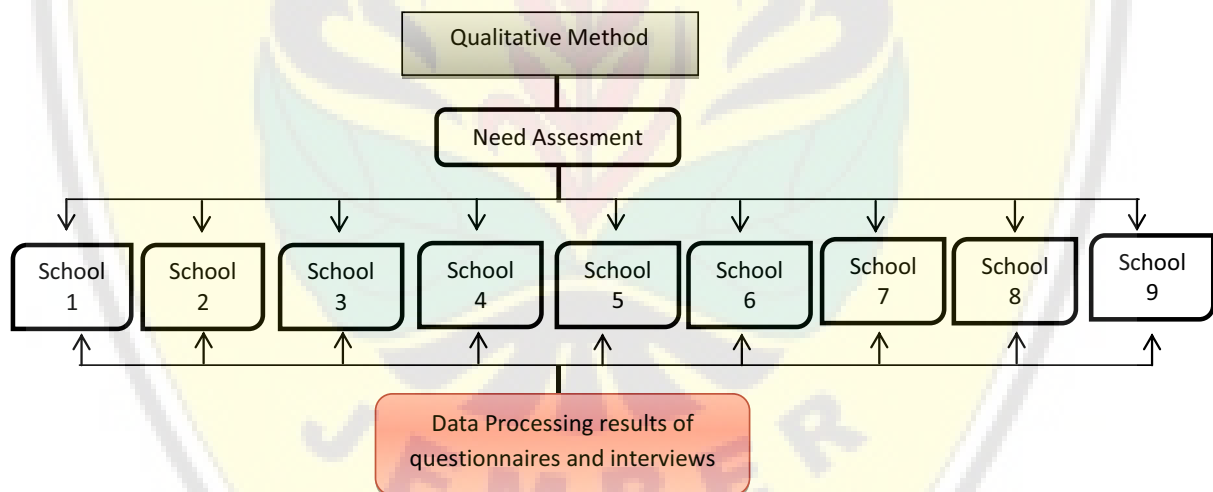 Qualitative Method
Need Assesment
School
1
School
2
School
3
School
4
School
5
School
6
School
7
School
8
School
9
Data Processing results of
questionnaires and interviews
JEMBER